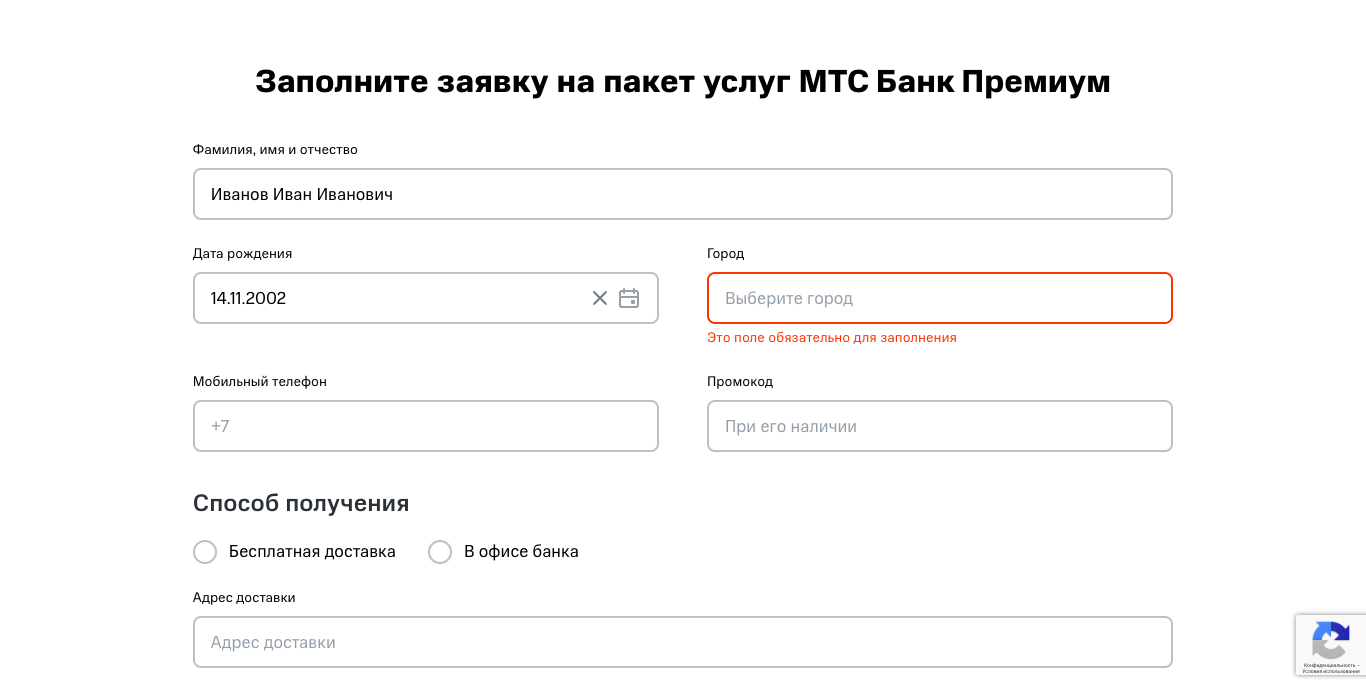 Заполните заявку на пакет услуг МТС Банк Премиум
Фамилия, имя и отчество
Иванов Иван Иванович
Дата рождения
14.11.2002
Город
Выберите город
Это поле обязательно для заполнения
Мобильный телефон
+7
Промокод
При его наличии
Способ получения
Бесплатная доставка
В офисе банка
Адрес доставки
Адрес доставки
Конфиденциальность -
Условия использования